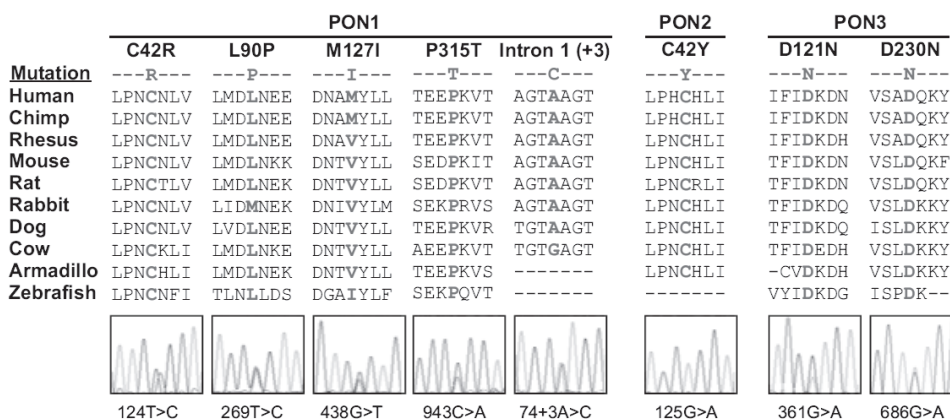 PON1 PON2 PON3
C42R L90P M127I P315T Intron 1 (+3) C42Y D121N D230N
Mutation ---R--- ---P--- ---I--- ---T--- ---C--- ---Y--- ---N--- ---N---
Human LPNCNLV LMDLNEE DNAMYLL TEEPKVT AGTAAGT LPHCHLI IFIDKDN VSADQKY
Chimp LPNCNLV LMDLNEE DNAMYLL TEEPKVT AGTAAGT LPHCHLI IFIDKDN VSADQKY
Rhesus LPNCNLV LMDLNEE DNAVYLL TEEPKVT AGTAAGT LPNCHLI IFIDKDH VSADQKY
Mouse LPNCNLV LMDLNKK DNTVYLL SEDPKIT AGTAAGT LPNCHLI TFIDKDN VSLDQKF
Rat LPNCTLV LMDLNEK DNTVYLL SEDPKVT AGTAAGT LPNCRLI TFIDKDN VSLDQKY
Rabbit LPNCNLV LIDMNEK DNIVYLM SEKPRVS AGTAAGT LPNCHLI TFIDKDQ VSLDKKY
Dog LPNCNLV LVDLNEE DNTVYLL TEEPKVR TGTAAGT LPNCHLI TFIDKDQ ISLDKKY
Cow LPNCKLI LMDLNKE DNTVYLL AEEPKVT TGTGAGT LPNCHLI TFIDEDH VSLDKKY
Armadillo LPNCHLI LMDLNEK DNTVYLL TEEPKVS ------- LPNCHLI -CVDKDH VSLDKKY
Zebrafish LPNCNFI TLNLLDS DGAIYLF SEKPQVT ------- VYIDKDG ISPDK--
124T>C 269T>C 438G>T 943C>A 74+3A>C 125G>A 361G>A 686G>A